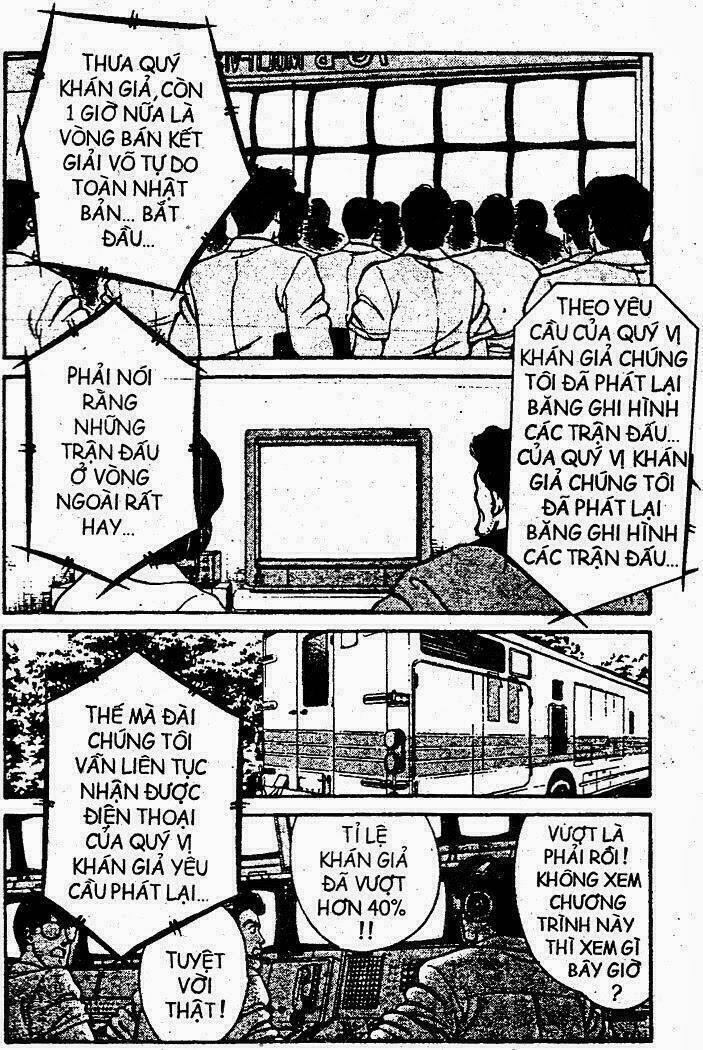 THƯA QUÝ
KHÁN GIẢ, CÒN
1 GIỜ NỮA LÀ
VÒNG BÁN KẾT
GIẢI VÕ TỰ DO
TOÀN NHẬT
BẢN... BẮT
ĐẦU...
THEO YÊU
CẦU CỦA QUÝ VỊ
KHÁN GIẢ CHÚNG
TÔI ĐÃ PHÁT LẠI
BĂNG GHI HÌNH
CÁC TRẬN ĐẤU...
CỦA QUÝ VỊ KHÁN
GIẢ CHÚNG TÔI
ĐÃ PHÁT LẠI
BĂNG GHI HÌNH
CÁC TRẬN ĐẤU...
PHẢI NÓI
RẰNG
NHỮNG
TRẬN ĐẤU
Ở VÒNG
NGOÀI RẤT
HAY...
THẾ MÀ ĐÀI
CHÚNG TÔI
VẪN LIÊN TỤC
NHẬN ĐƯỢC
ĐIỆN THOẠI
CỦA QUÝ VỊ
KHÁN GIẢ YÊU
CẦU PHÁT LẠI...
TỈ LỆ
KHÁN GIẢ
ĐÃ VƯỢT
HƠN 40%
!!
VƯỢT LÀ
PHẢI RỒI!
KHÔNG XEM
CHƯƠNG
TRÌNH NÀY
THÌ XEM GÌ
BÂY GIỜ
?
TUYỆT
VỜI
THẬT!